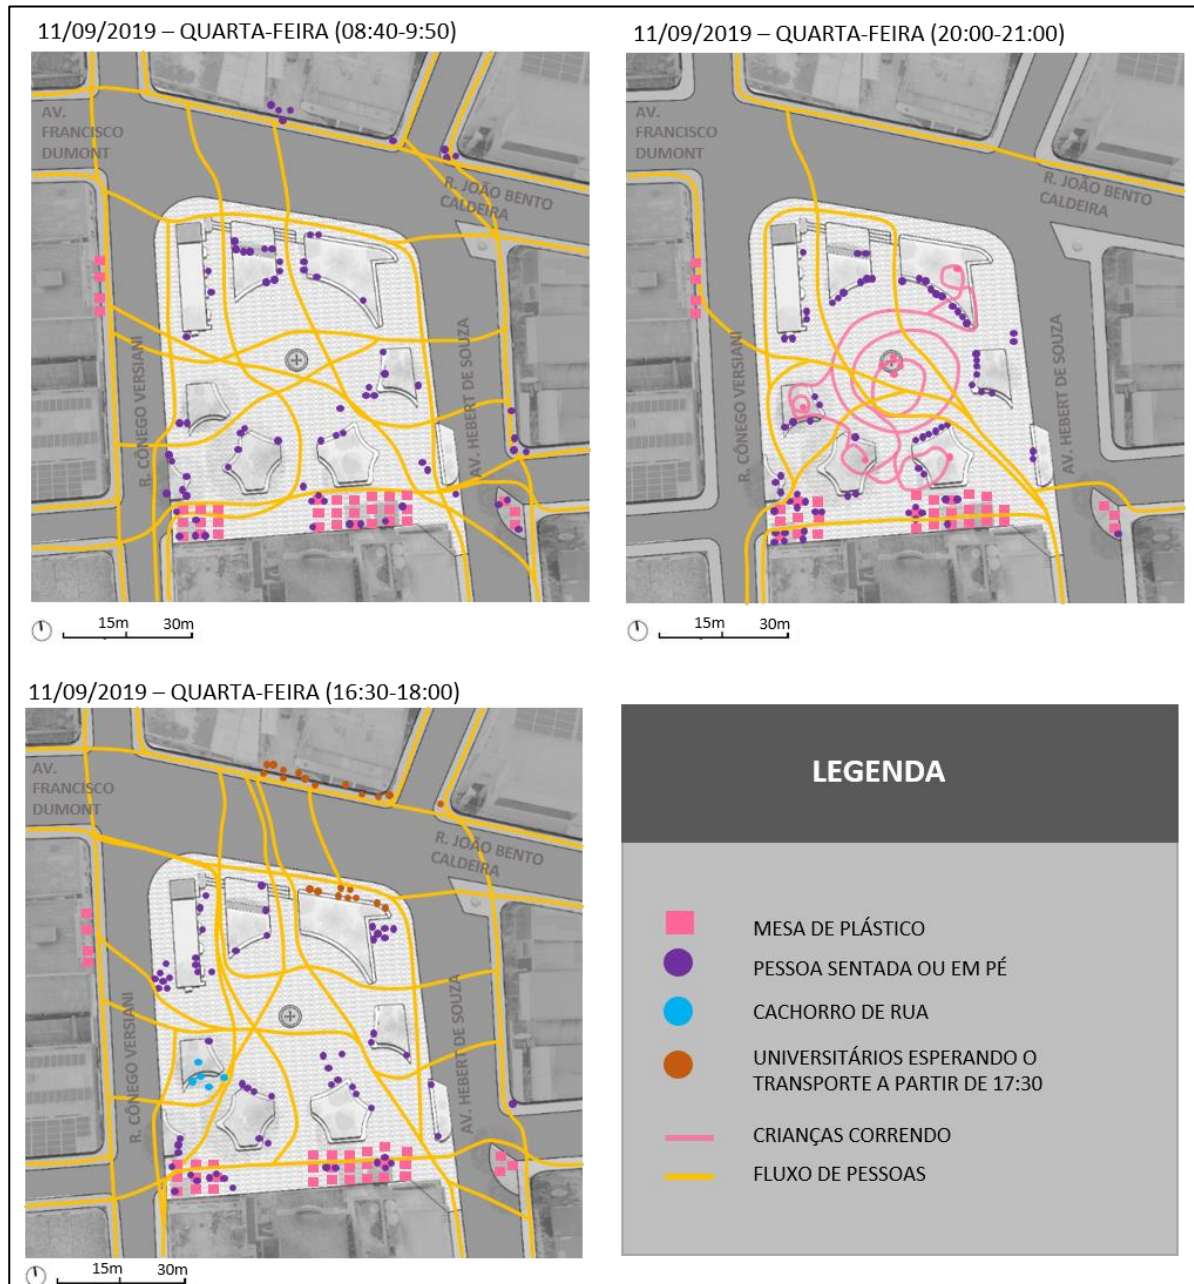 11/09/2019 – QUARTA-FEIRA (08:40-9:50)
AV.
FRANCISCO
DUMONT
R. JOÃO BENTO
CALDEIRA
R. CÔNEGO VERSIANI
AV. HEBERT DE SOUZA
15m 30m
11/09/2019 – QUARTA-FEIRA (20:00-21:00)
AV.
FRANCISCO
DUMONT
R. JOÃO BENTO
CALDEIRA
R. CÔNEGO VERSIANI
AV. HEBERT DE SOUZA
15m 30m
11/09/2019 – QUARTA-FEIRA (16:30-18:00)
AV.
FRANCISCO
DUMONT
R. JOÃO BENTO
CALDEIRA
R. CÔNEGO VERSIANI
AV. HEBERT DE SOUZA
15m 30m
LEGENDA
MESA DE PLÁSTICO
PESSOA SENTADA OU EM PÉ
CACHORRO DE RUA
UNIVERSITÁRIOS ESPERANDO O
TRANSPORTE A PARTIR DE 17:30
CRIANÇAS CORRENDO
FLUXO DE PESSOAS